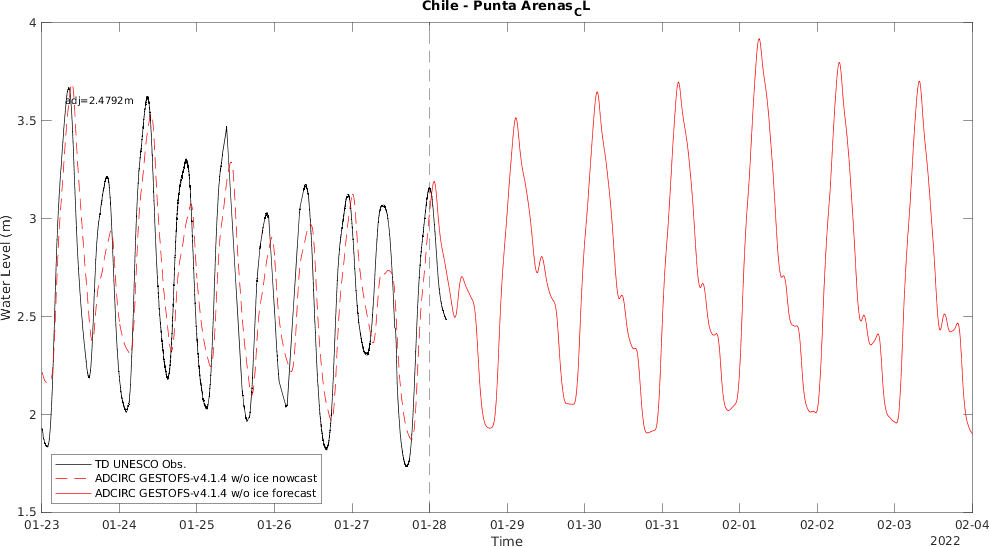 Chile - Punta Arenas_CL
4
adj=2.4792m
3.5
3
2.5
2
1.5
Water Level (m)
TD UNESCO Obs.
ADCIRC GESTOFS-v4.1.4 w/o ice nowcast
ADCIRC GESTOFS-v4.1.4 w/o ice forecast
01-23 01-24 01-25 01-26 01-27 01-28 01-29 01-30 01-31 02-01 02-02 02-03 02-04
Time
2022